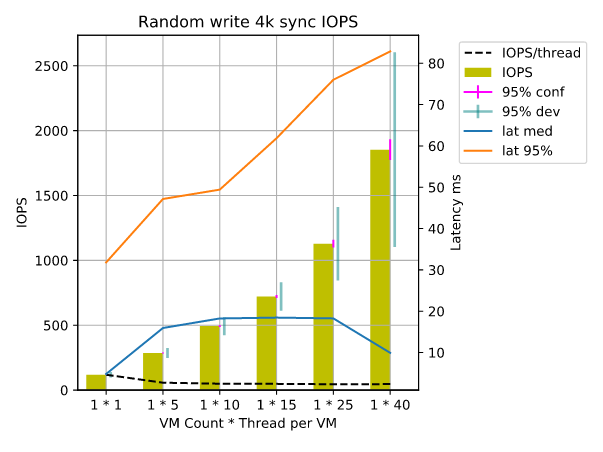 Random write 4k sync IOPS
IOPS
2500
2000
1500
1000
500
0
80
70
60
50
40
30
20
10
Latency ms
1 * 1
1 * 5
1 * 10
1 * 15
1 * 25
1 * 40
VM Count * Thread per VM
IOPS/thread
IOPS
95% conf
95% dev
lat med
lat 95%